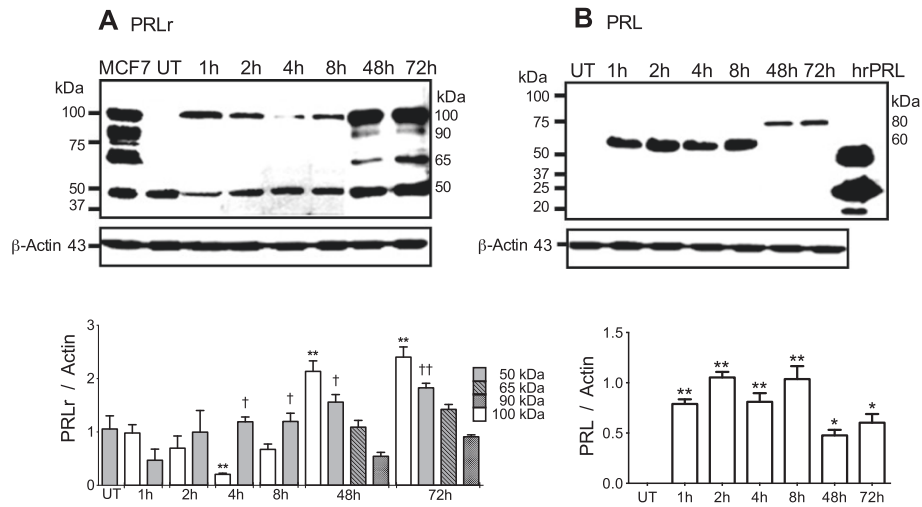 A PRLr
MCF7 UT 1h 2h 4h 8h 48h 72h
kDa
100
75
50
37
kDa
100
90
65
50
β-Actin 43
B PRL
UT 1h 2h 4h 8h 48h 72h hrPRL
kDa
100
75
50
37
25
20
kDa
80
60
β-Actin 43
PRLr / Actin
3
2
1
0
** † † ** † ** ††
50 kDa
65 kDa
90 kDa
100 kDa
UT 1h 2h 4h 8h 48h 72h
PRL / Actin
1.5
1.0
0.5
0.0
** ** ** ** * *
UT 1h 2h 4h 8h 48h 72h